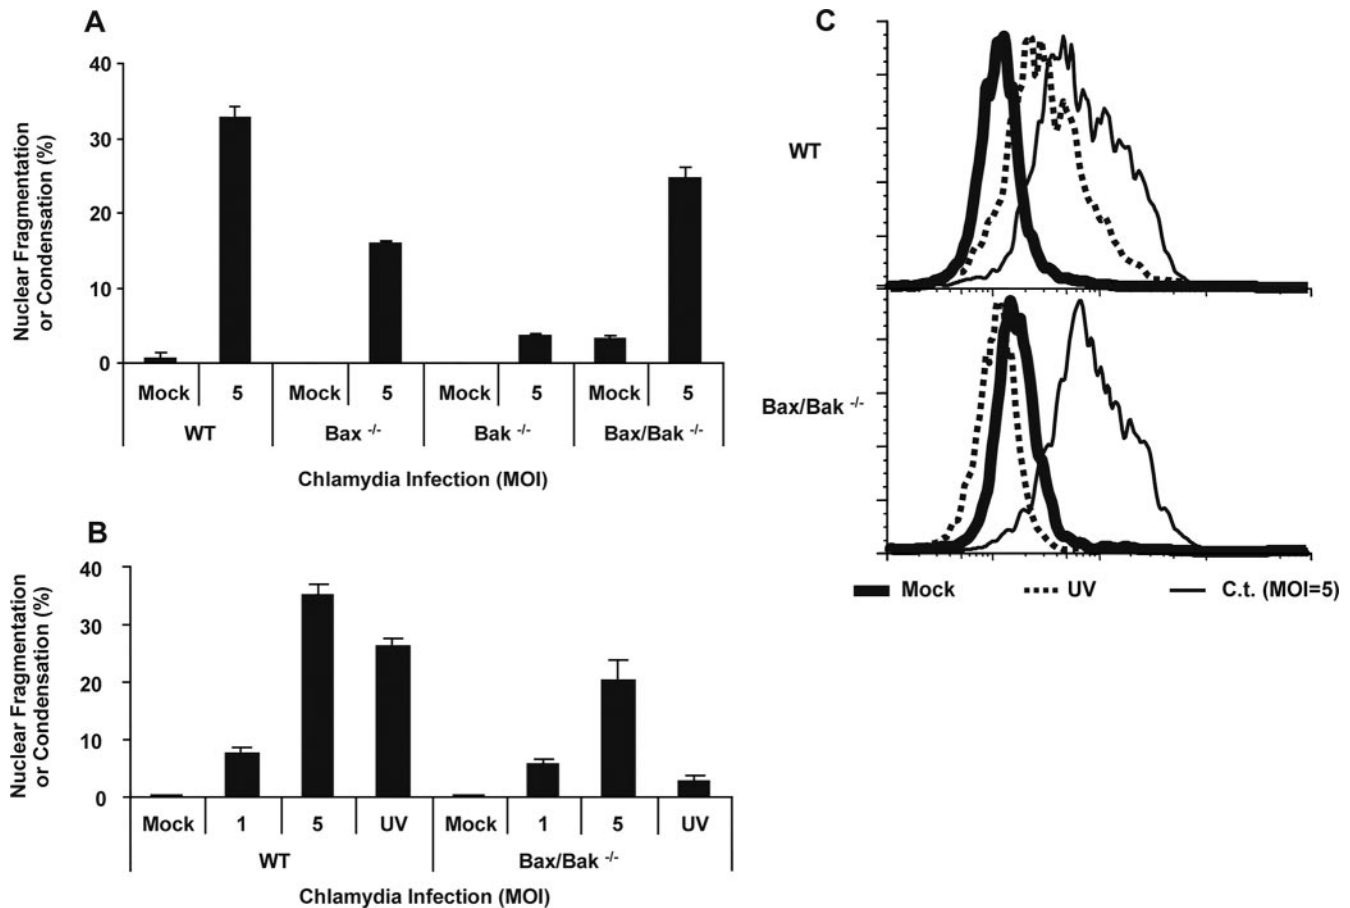 A
Nuclear Fragmentation
or Condensation (%)
40
30
20
10
0
Mock 5 Mock 5 Mock 5 Mock 5
WT Bax -/- Bak -/- Bax/Bak -/-
Chlamydia Infection (MOI)
B
Nuclear Fragmentation
or Condensation (%)
40
30
20
10
0
Mock 1 5 UV Mock 1 5 UV
WT Bax/Bak -/-
Chlamydia Infection (MOI)
C
WT
Bax/Bak -/-
Mock UV C.t. (MOI=5)